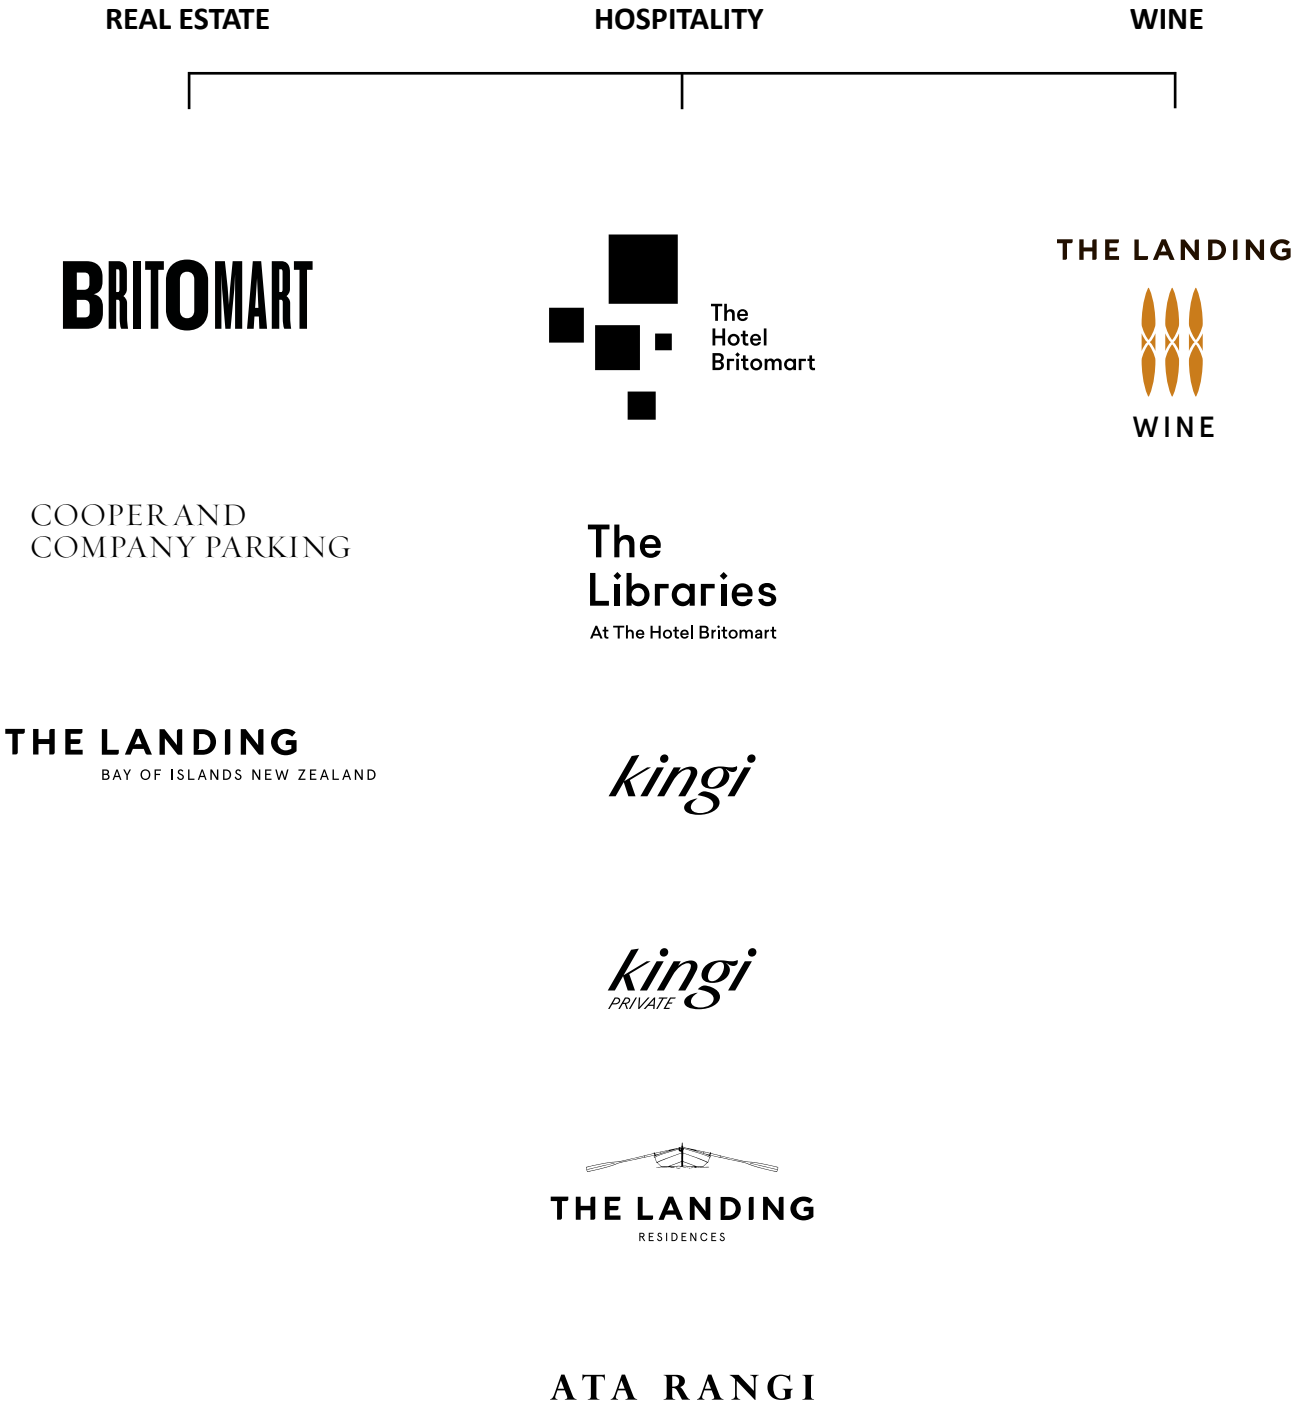 REAL ESTATE
HOSPITALITY
WINE
BRITOMART
The
Hotel
Britomart
THE LANDING
WINE
COOPER AND
COMPANY PARKING
The
Libraries
At The Hotel Britomart
THE LANDING
BAY OF ISLANDS NEW ZEALAND
kingi
kingi
PRIVATE
THE LANDING
RESIDENCES
ATA RANGI